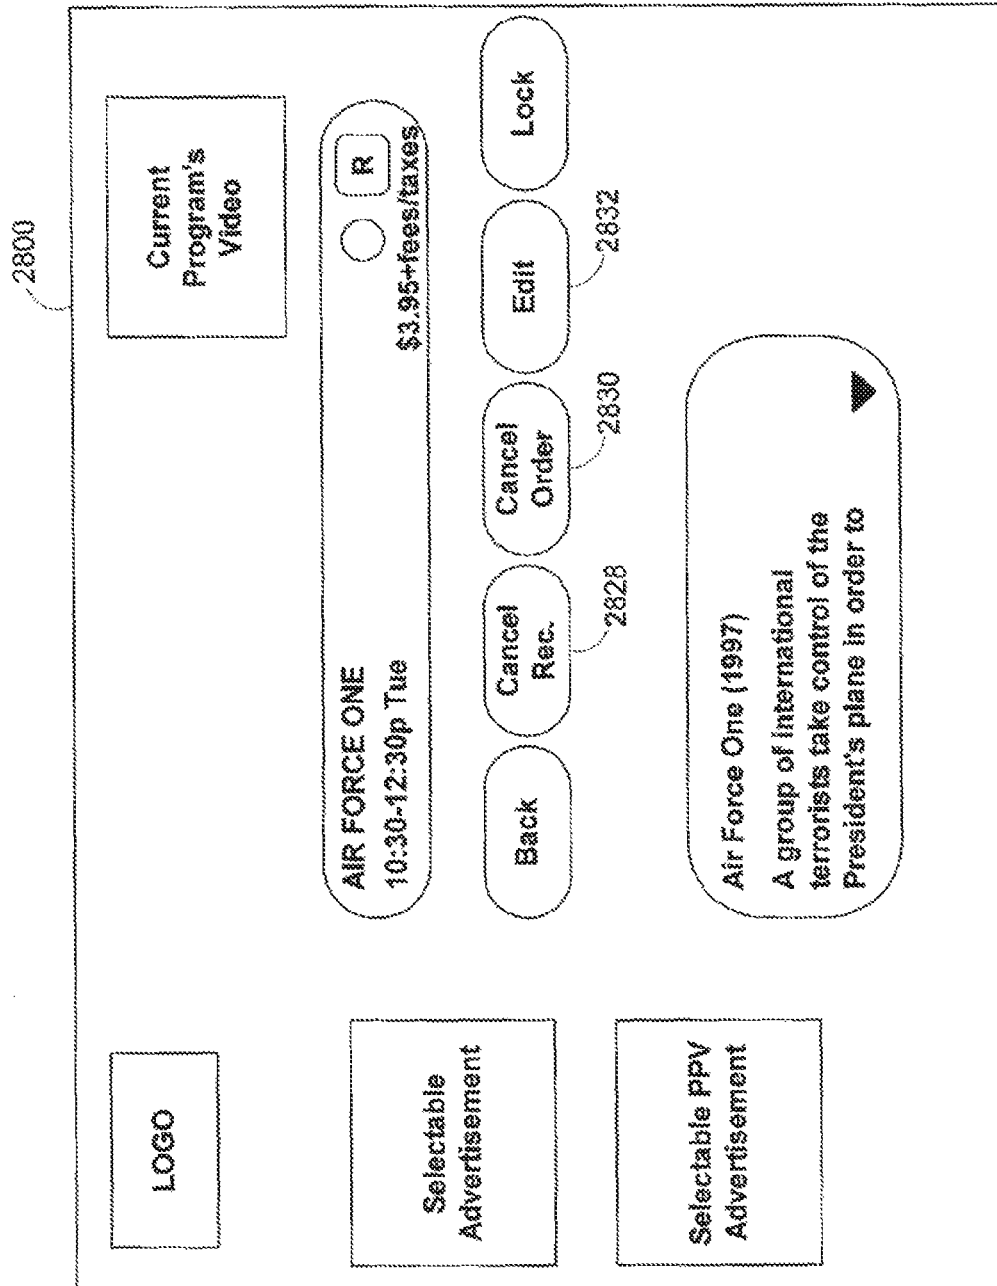 2800
LOGO
Current
Program's
Video
AIR FORCE ONE
R
10:30-12:30p Tue
$3.95+fees/taxes
Selectable
Advertisement
Back
Cancel
Rec.
Cancel
Order
Edit
Lock
2828
2830
2832
Selectable PPV
Advertisement
Air Force One (1997)
A group of international
terrorists take control of the
President's plane in order to